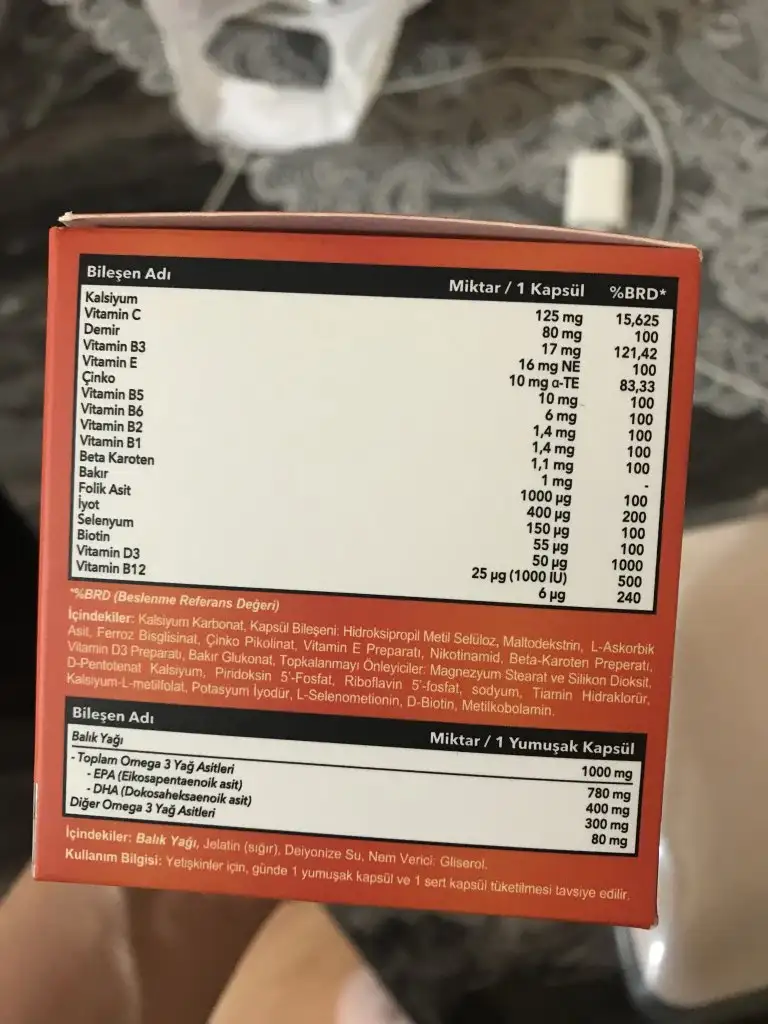 Bileşen Adı Miktar / 1 Kapsül %BRD*
Kalsiyum 125 mg 15,625
Vitamin C 80 mg 100
Demir 17 mg 121,42
Vitamin B3 16 mg NE 100
Vitamin E 10 mg α-TE 83,33
Çinko 10 mg 100
Vitamin B5 6 mg 100
Vitamin B6 1,4 mg 100
Vitamin B2 1,4 mg 100
Vitamin B1 1,1 mg 100
Beta Karoten 1 mg -
Bakır 1000 µg 100
Folik Asit 400 µg 200
İyot 150 µg 100
Selenyum 55 µg 100
Biotin 50 µg 1000
Vitamin D3 25 µg (1000 IU) 500
Vitamin B12 6 µg 240
*%BRD (Beslenme Referans Değeri)
İçindekiler: Kalsiyum Karbonat, Kapsül Bileşeni: Hidroksipropil Metil Selüloz, Maltodekstrin, L-Askorbik
Asit, Ferroz Bisglisinat, Çinko Pikolinat, Vitamin E Preparatı, Nikotinamid, Beta-Karoten Preperatı,
Vitamin D3 Preparatı, Bakır Glukonat, Topkalanmayı Önleyiciler: Magnezyum Stearat ve Silikon Dioksit,
D-Pentotenat Kalsiyum, Piridoksin 5'-Fosfat, Riboflavin 5'-fosfat, sodyum, Tiamin Hidraklorür,
Kalsiyum-L-metilfolat, Potasyum İyodür, L-Selenometionin, D-Biotin, Metilkobolamin.
Bileşen Adı Miktar / 1 Yumuşak Kapsül
Balık Yağı 1000 mg
- Toplam Omega 3 Yağ Asitleri 780 mg
- EPA (Eikosapentaenoik asit) 400 mg
- DHA (Dokosaheksaenoik asit) 300 mg
Diğer Omega 3 Yağ Asitleri 80 mg
İçindekiler: Balık Yağı, Jelatin (sığır), Deiyonize Su, Nem Verici: Gliserol.
Kullanım Bilgisi: Yetişkinler için, günde 1 yumuşak kapsül ve 1 sert kapsül tüketilmesi tavsiye edilir.